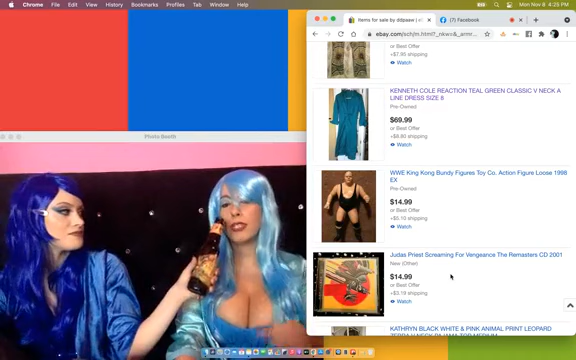 Chrome File Edit View History Bookmarks Profiles Tab Window Help
Mon Nov 8 4:25 PM
Items for sale by ddpsaw
(7) Facebook
ebay.com/sch/m.html?_nkw=&_armr...
or Best Offer
+$7.95 shipping
Watch
KENNETH COLE REACTION TEAL GREEN CLASSIC V NECK A
LINE DRESS SIZE 8
Pre-Owned
$69.99
or Best Offer
+$8.80 shipping
Watch
Photo Booth
WWE King Kong Bundy Figures Toy Co. Action Figure Loose 1998
EX
Pre-Owned
$14.99
or Best Offer
+$5.10 shipping
Watch
Judas Priest Screaming For Vengeance The Remasters CD 2001
New (Other)
$14.99
or Best Offer
+$3.19 shipping
Watch
KATHRYN BLACK WHITE & PINK ANIMAL PRINT LEOPARD